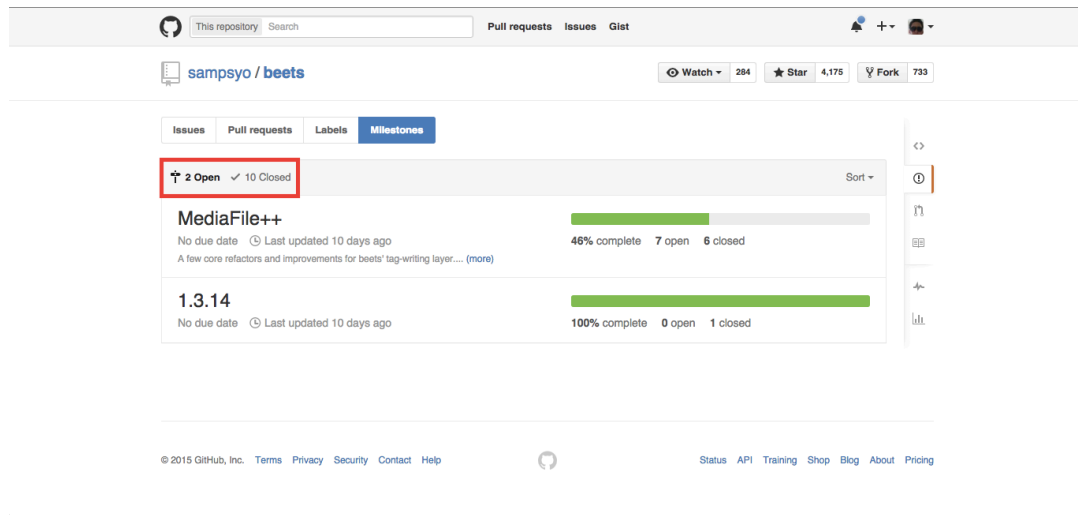 This repository Search Pull requests Issues Gist
sampsyo / beets Watch 284 Star 4,175 Fork 733
Issues Pull requests Labels Milestones
2 Open 10 Closed Sort
MediaFile++
No due date Last updated 10 days ago 46% complete 7 open 6 closed
A few core refactors and improvements for beets' tag-writing layer.... (more)
1.3.14
No due date Last updated 10 days ago 100% complete 0 open 1 closed
© 2015 GitHub, Inc. Terms Privacy Security Contact Help Status API Training Shop Blog About Pricing